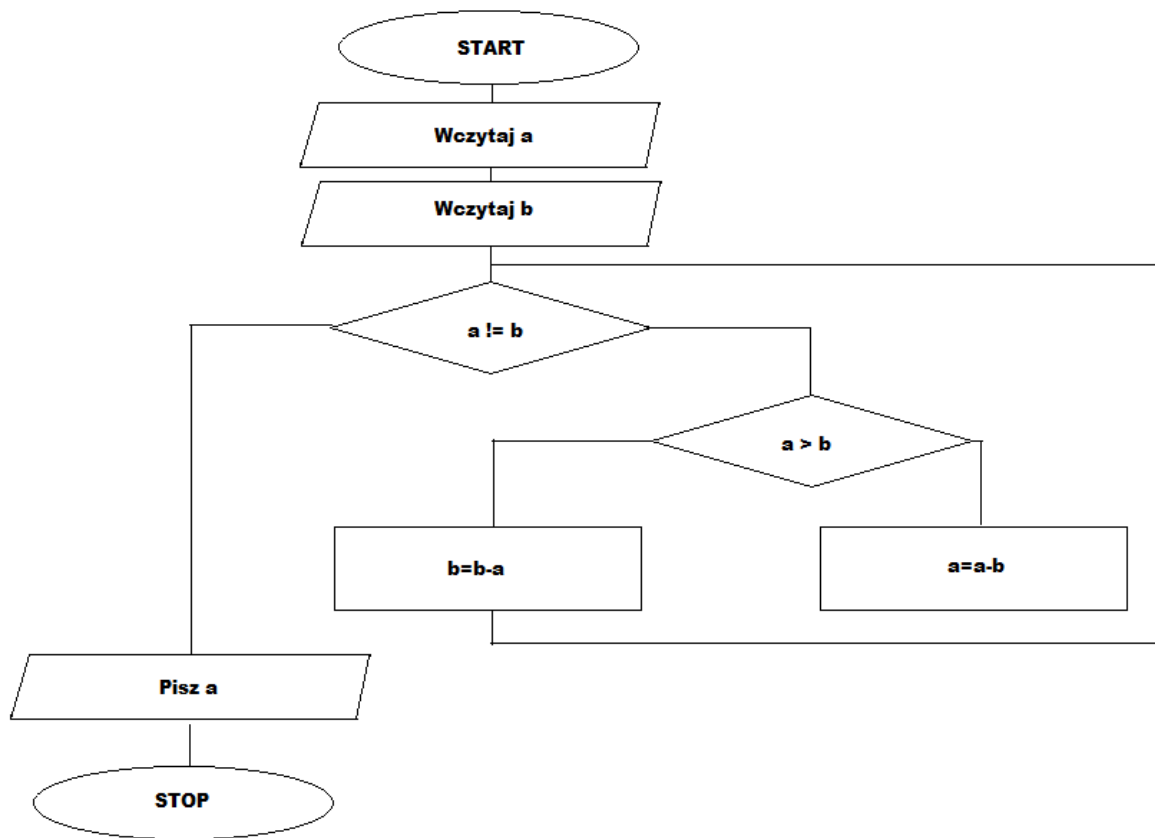 START
Wczytaj a
Wczytaj b
a != b
a > b
b=b-a
a=a-b
Pisz a
STOP